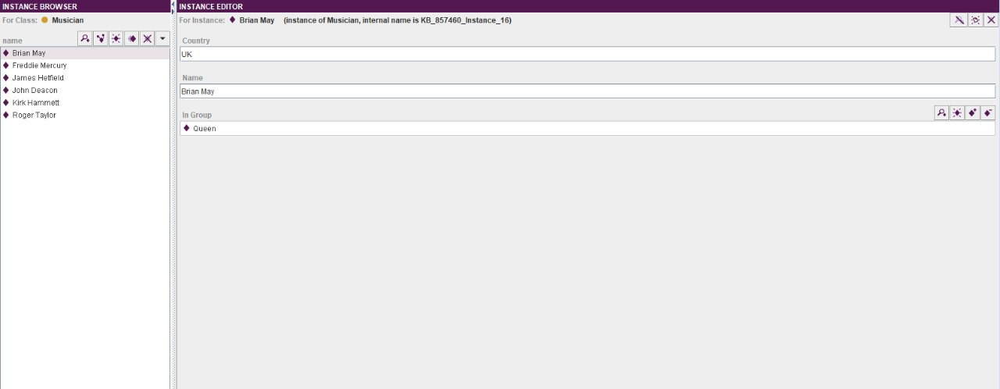 INSTANCE BROWSER
For Class: Musician
name
Brian May
Freddie Mercury
James Hetfield
John Deacon
Kirk Hammett
Roger Taylor
INSTANCE EDITOR
For Instance: Brian May (instance of Musician, internal name is KB_857460_Instance_16)
Country
UK
Name
Brian May
In Group
Queen